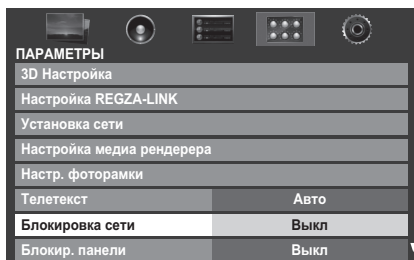 ПАРАМЕТРЫ
3D Настройка
Настройка REGZA-LINK
Установка сети
Настройка медиа рендерера
Настр. фоторамки
Телетекст Авто
Блокировка сети Выкл
Блокир. панели Выкл